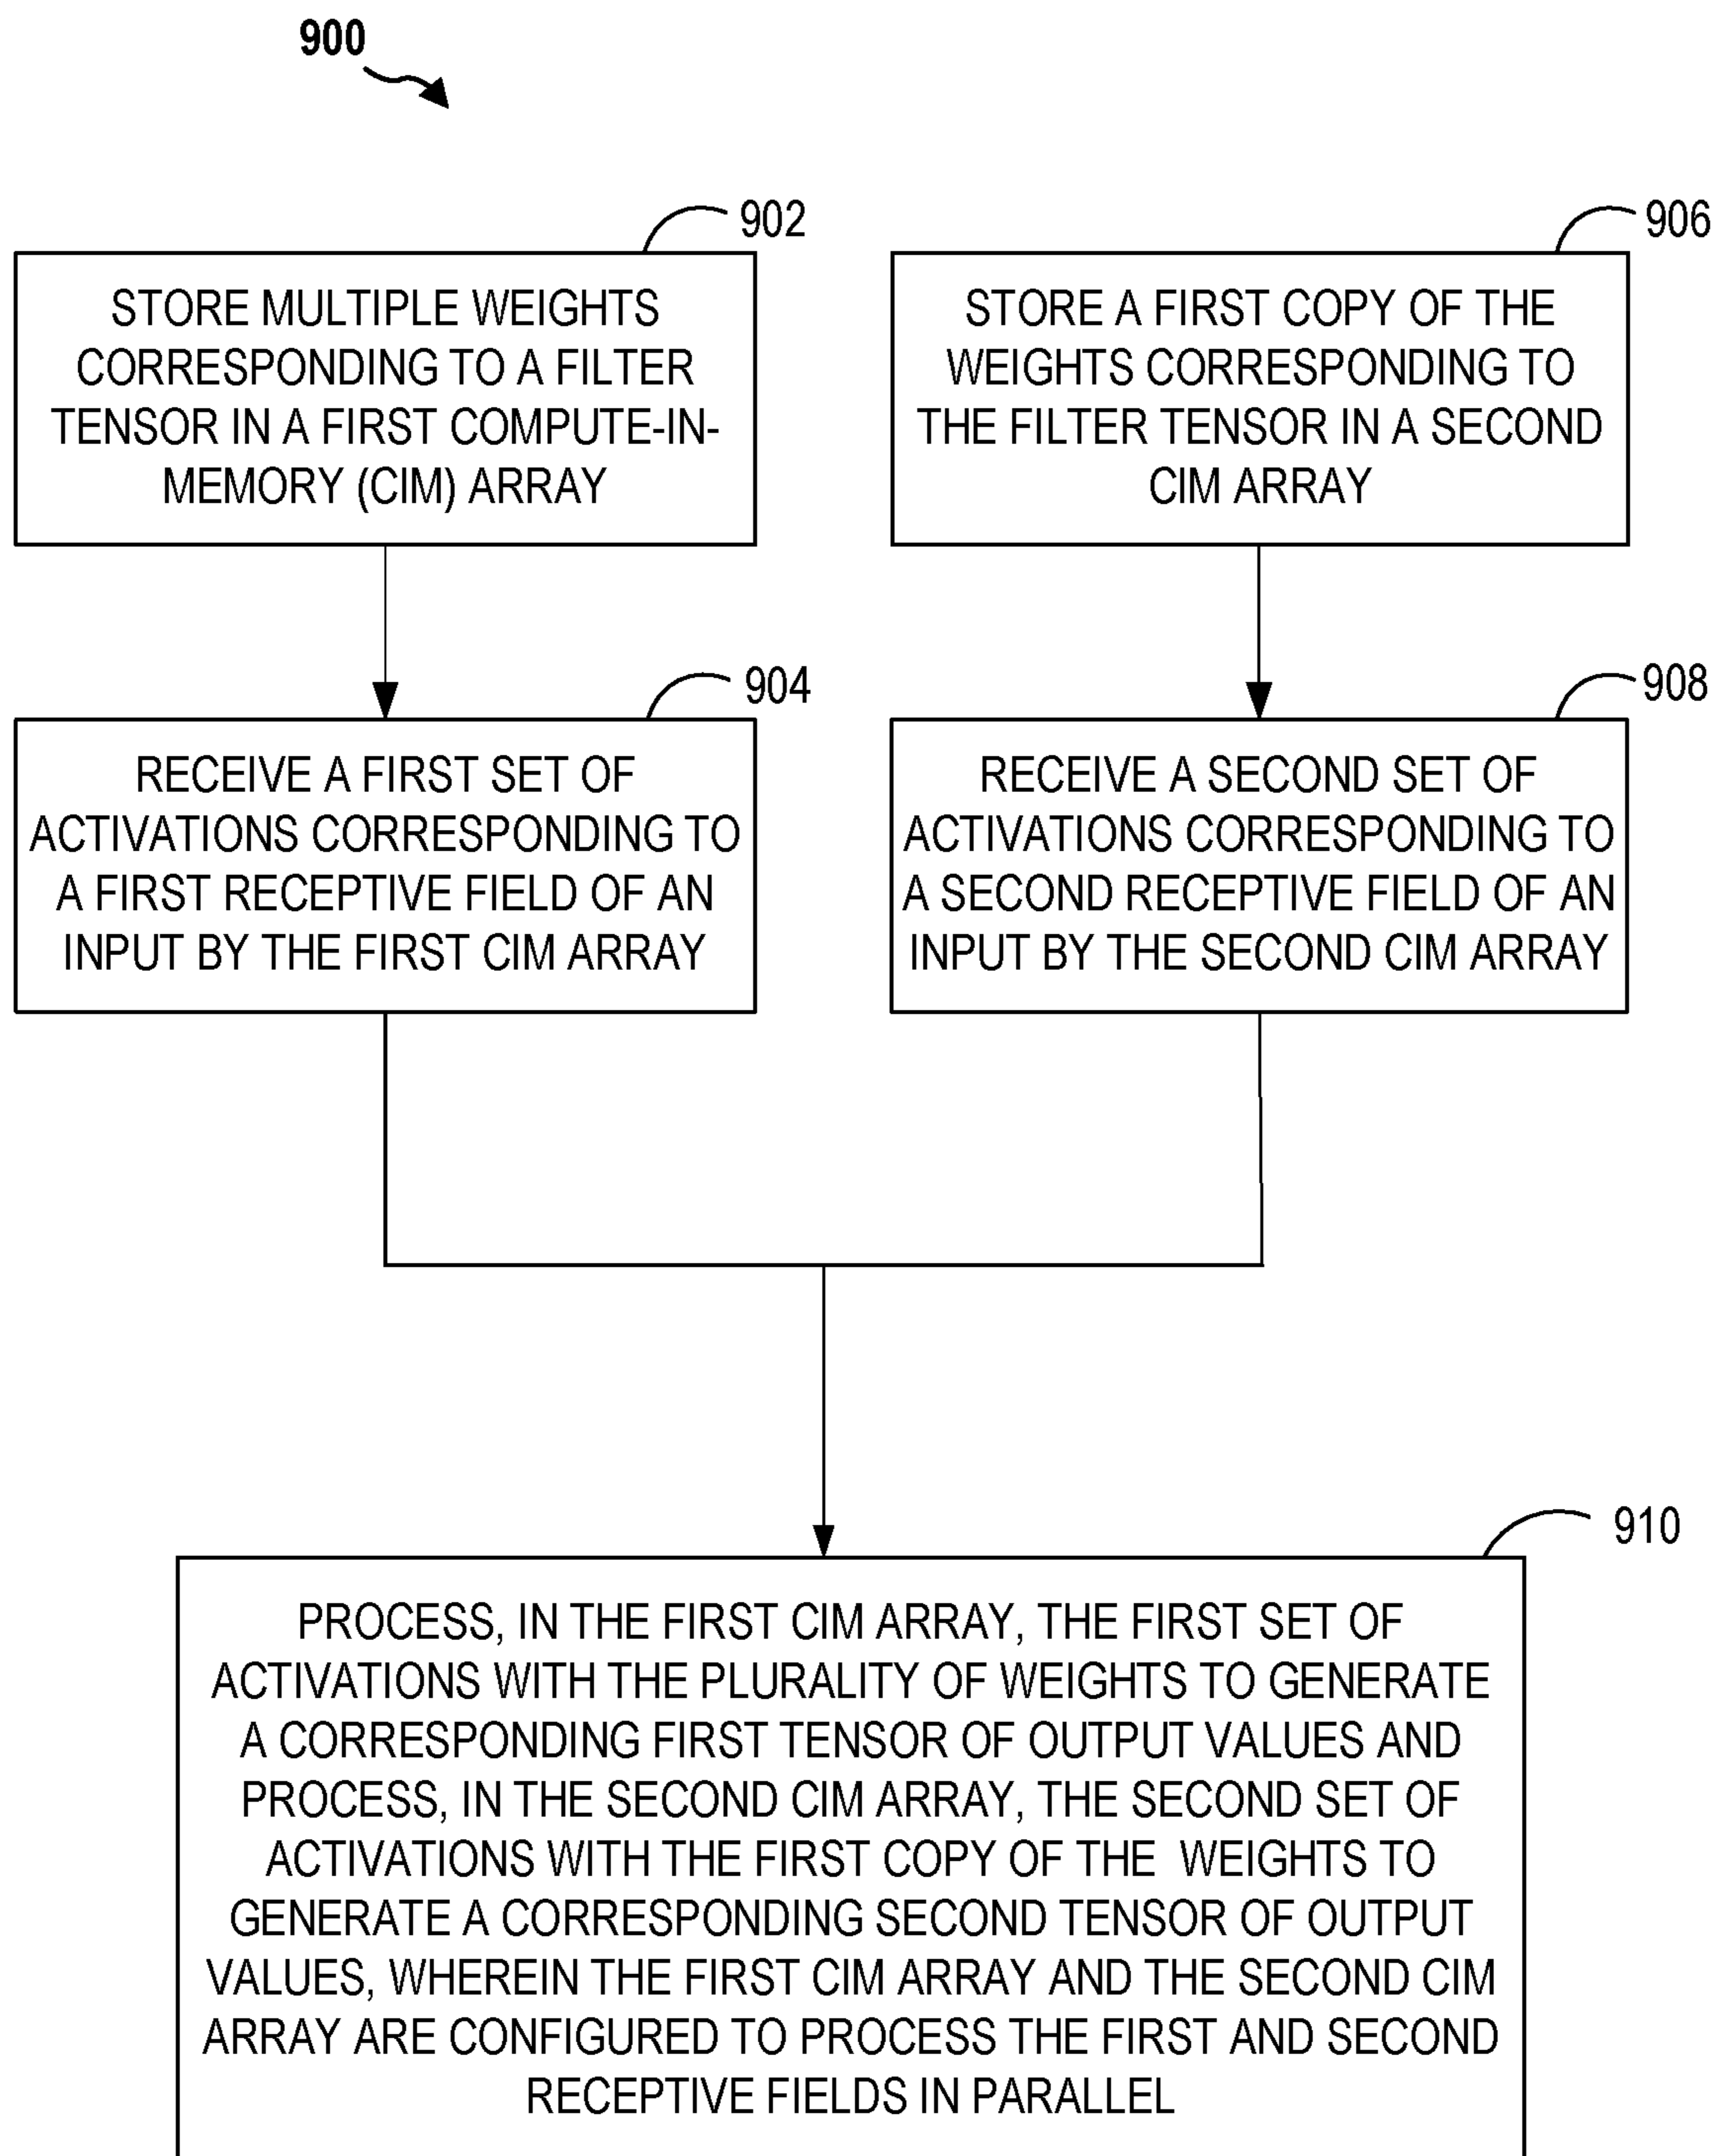 900
902
STORE MULTIPLE WEIGHTS
CORRESPONDING TO A FILTER
TENSOR IN A FIRST COMPUTE-IN-
MEMORY (CIM) ARRAY
906
STORE A FIRST COPY OF THE
WEIGHTS CORRESPONDING TO
THE FILTER TENSOR IN A SECOND
CIM ARRAY
904
RECEIVE A FIRST SET OF
ACTIVATIONS CORRESPONDING TO
A FIRST RECEPTIVE FIELD OF AN
INPUT BY THE FIRST CIM ARRAY
908
RECEIVE A SECOND SET OF
ACTIVATIONS CORRESPONDING TO
A SECOND RECEPTIVE FIELD OF AN
INPUT BY THE SECOND CIM ARRAY
910
PROCESS, IN THE FIRST CIM ARRAY, THE FIRST SET OF
ACTIVATIONS WITH THE PLURALITY OF WEIGHTS TO GENERATE
A CORRESPONDING FIRST TENSOR OF OUTPUT VALUES AND
PROCESS, IN THE SECOND CIM ARRAY, THE SECOND SET OF
ACTIVATIONS WITH THE FIRST COPY OF THE WEIGHTS TO
GENERATE A CORRESPONDING SECOND TENSOR OF OUTPUT
VALUES, WHEREIN THE FIRST CIM ARRAY AND THE SECOND CIM
ARRAY ARE CONFIGURED TO PROCESS THE FIRST AND SECOND
RECEPTIVE FIELDS IN PARALLEL